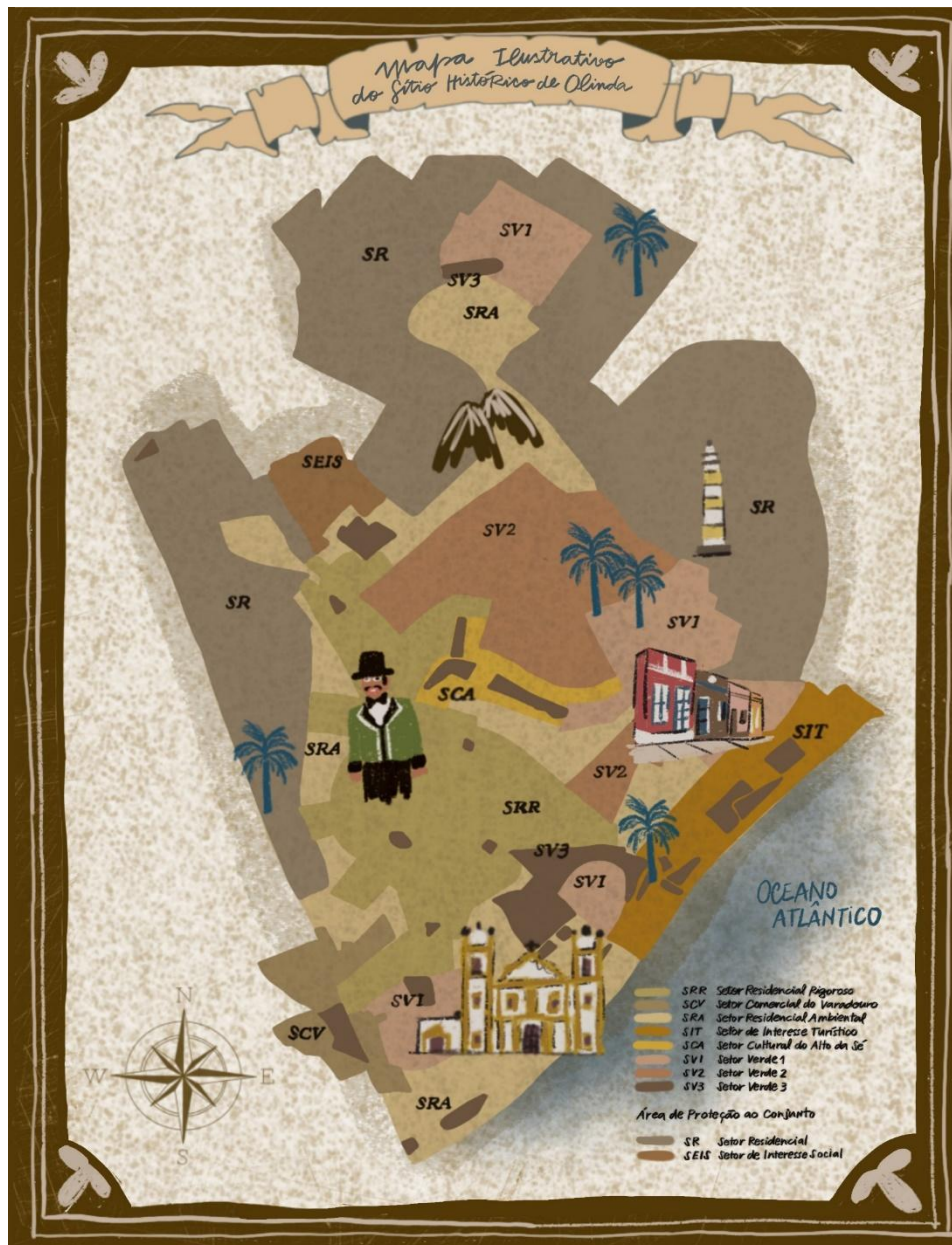 Mapa Ilustrativo
do Sítio Histórico de Olinda
SV1
SR
SV3
SRA
SEIS
SR
SV2
SR
SV1
SCA
SIT
SRA
SV2
SRR
SV3
SV1
OCEANO
ATLÂNTICO
SV1
SCV
SRA
N
W
E
S
SRR Setor Residencial Rigoroso
SCV Setor Comercial do Varadouro
SRA Setor Residencial Ambiental
SIT Setor de Interesse Turístico
SCA Setor Cultural do Alto da Sé
SV1 Setor Verde 1
SV2 Setor Verde 2
SV3 Setor Verde 3
Área de Proteção ao Conjunto
SR Setor Residencial
SEIS Setor de Interesse Social